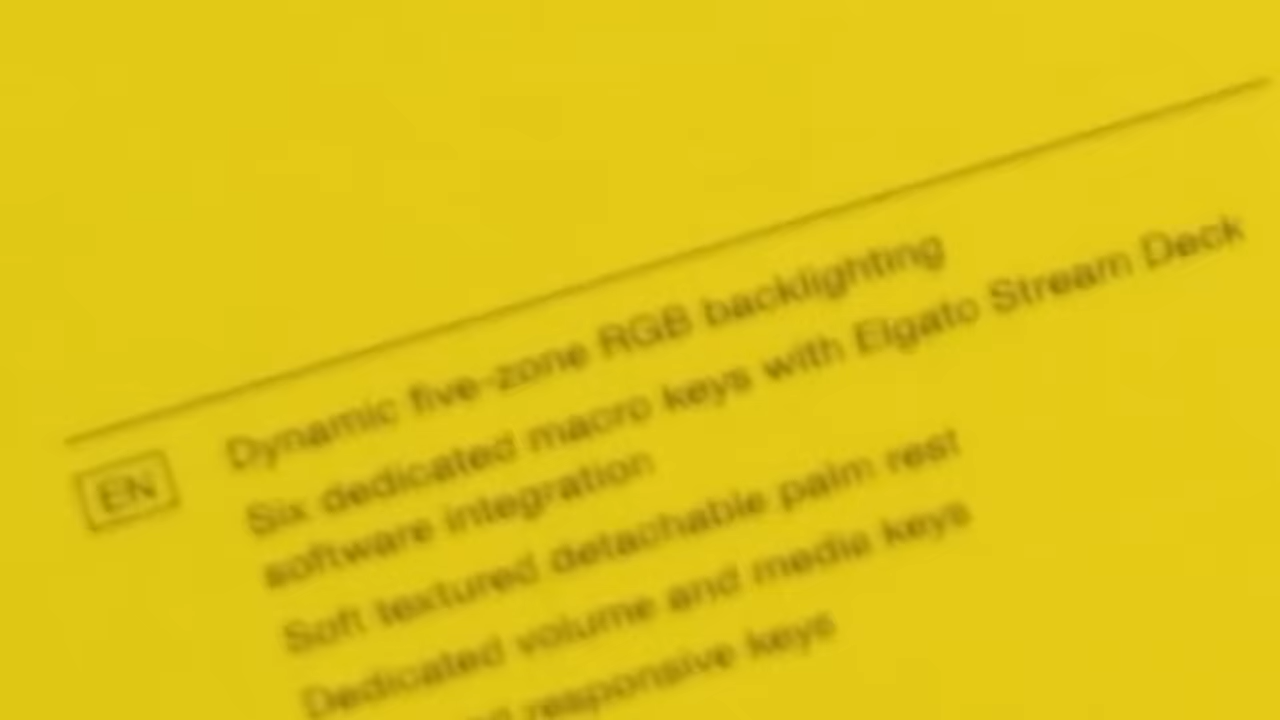 EN
Dynamic five-zone RGB backlighting
Six dedicated macro keys with Elgato Stream Deck
software integration
Soft textured detachable palm rest
Dedicated volume and media keys
responsive keys